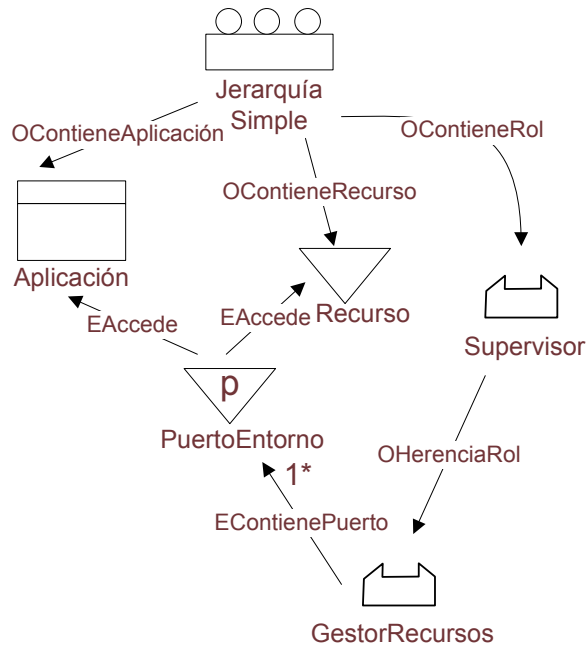 Jerarquía
Simple
OContieneAplicación
OContieneRol
OContieneRecurso
Aplicación
EAccede
EAccede
Recurso
Supervisor
p
PuertoEntorno
1*
OHerenciaRol
EContienePuerto
GestorRecursos